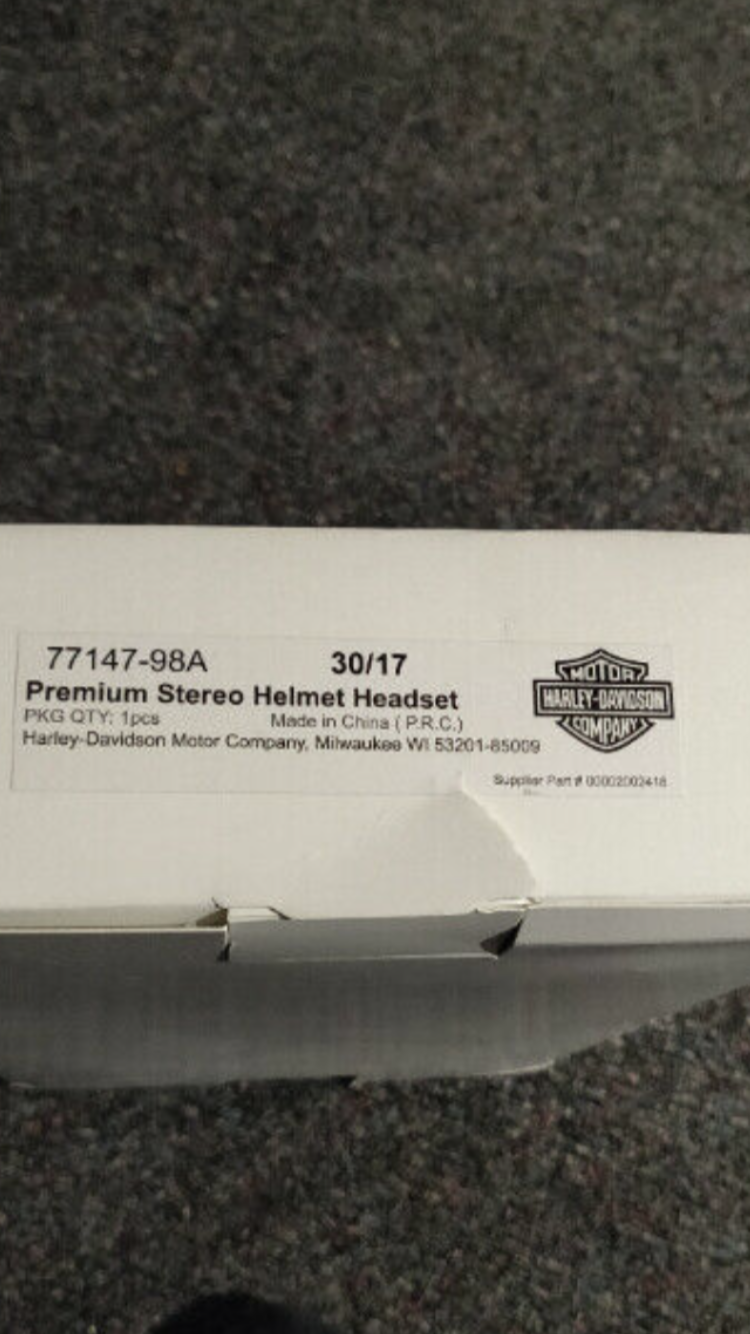 77147-98A 30/17
Premium Stereo Helmet Headset
PKG QTY: 1pcs Made in China ( P.R.C.)
Harley-Davidson Motor Company, Milwaukee WI 53201-85009
Supplier Part # 00002002418
MOTOR
HARLEY-DAVIDSON
COMPANY